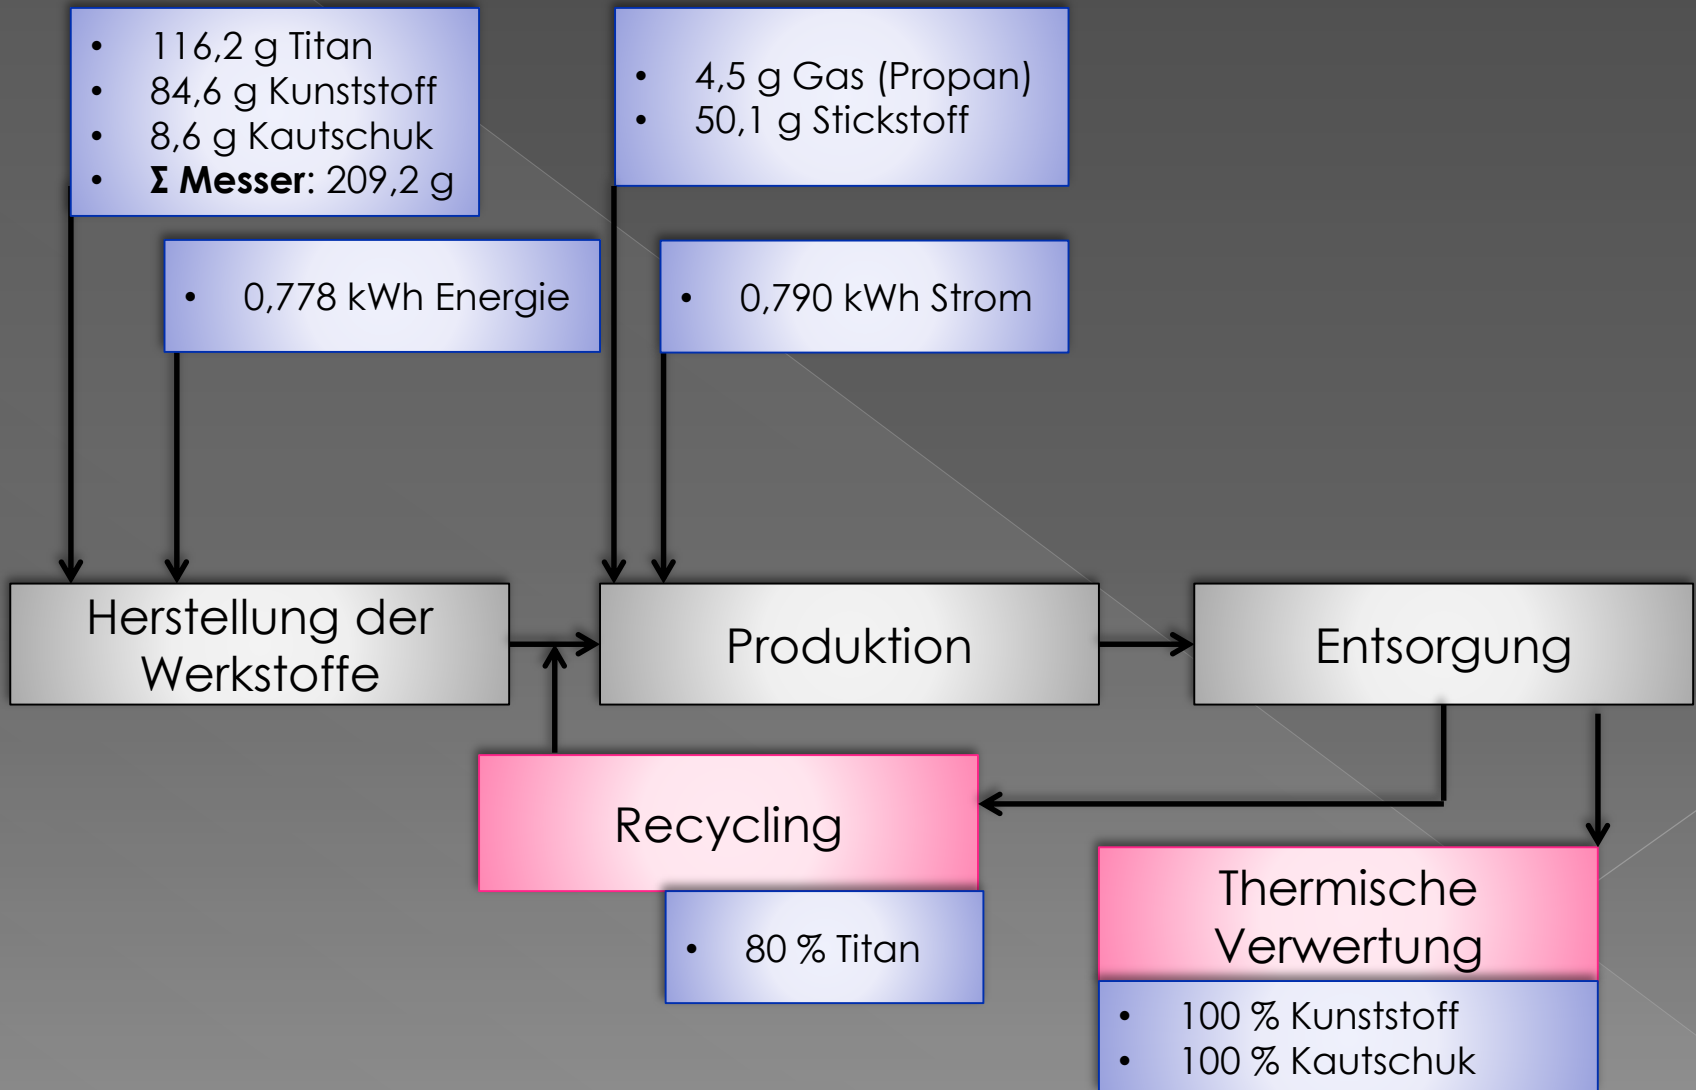 • 116,2 g Titan
• 84,6 g Kunststoff
• 8,6 g Kautschuk
• Σ Messer: 209,2 g
• 4,5 g Gas (Propan)
• 50,1 g Stickstoff
• 0,778 kWh Energie
• 0,790 kWh Strom
Herstellung der
Werkstoffe
Produktion
Entsorgung
Recycling
• 80 % Titan
Thermische
Verwertung
• 100 % Kunststoff
• 100 % Kautschuk